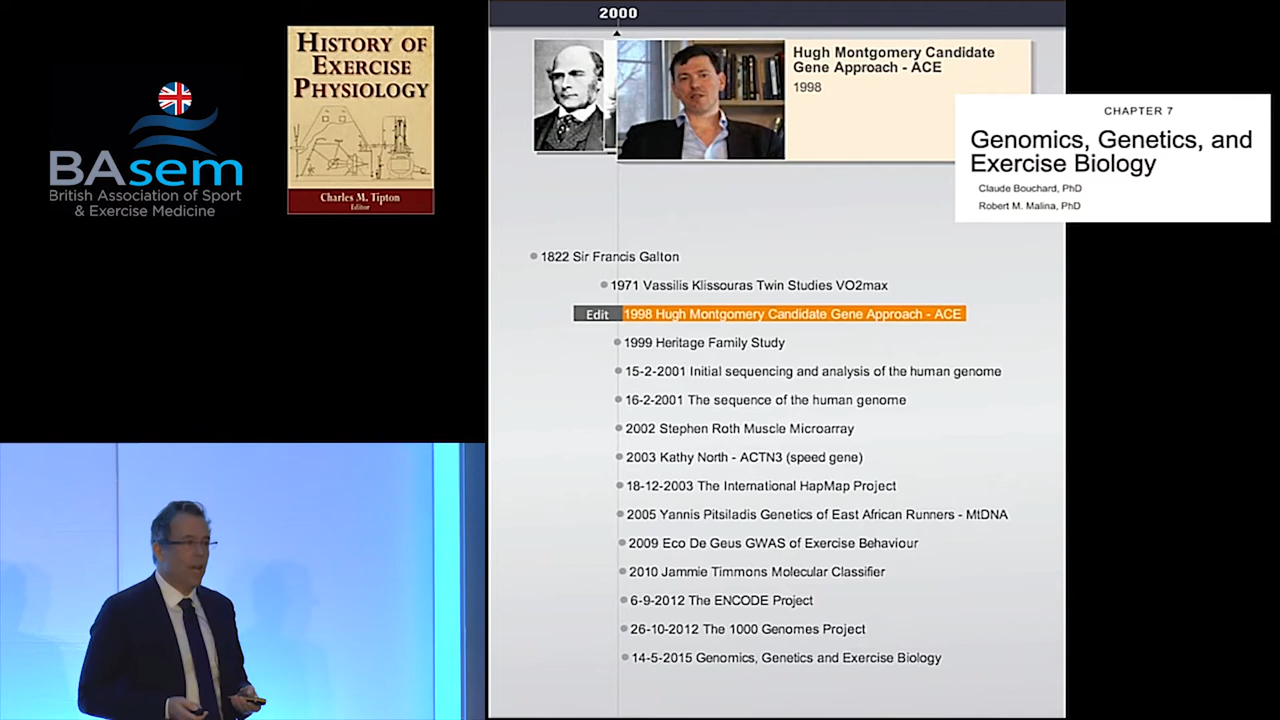 BAsem
British Association of Sport
& Exercise Medicine
HISTORY OF
EXERCISE
PHYSIOLOGY
Charles M. Tipton
Editor
2000
Hugh Montgomery Candidate
Gene Approach - ACE
1998
CHAPTER 7
Genomics, Genetics, and
Exercise Biology
Claude Bouchard, PhD
Robert M. Malina, PhD
1822 Sir Francis Galton
1971 Vassilis Klissouras Twin Studies VO2max
Edit 1998 Hugh Montgomery Candidate Gene Approach - ACE
1999 Heritage Family Study
15-2-2001 Initial sequencing and analysis of the human genome
16-2-2001 The sequence of the human genome
2002 Stephen Roth Muscle Microarray
2003 Kathy North - ACTN3 (speed gene)
18-12-2003 The International HapMap Project
2005 Yannis Pitsiladis Genetics of East African Runners - MtDNA
2009 Eco De Geus GWAS of Exercise Behaviour
2010 Jammie Timmons Molecular Classifier
6-9-2012 The ENCODE Project
26-10-2012 The 1000 Genomes Project
14-5-2015 Genomics, Genetics and Exercise Biology